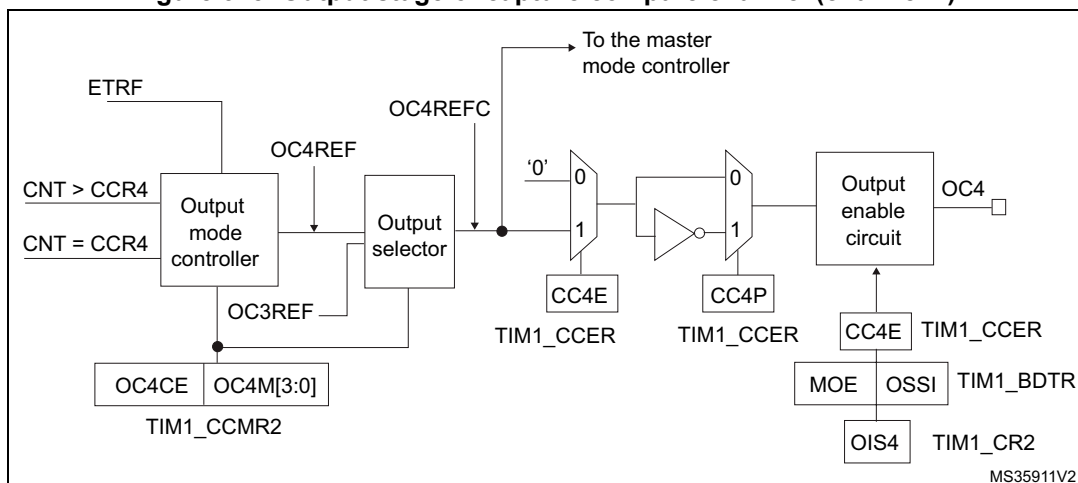 To the master
mode controller
ETRF
OC4REFC
OC4REF
'0'
0
0
CNT > CCR4
Output
mode
controller
Output
selector
Output
enable
circuit
OC4
CNT = CCR4
1
1
OC3REF
CC4E
CC4P
TIM1_CCER
TIM1_CCER
CC4E
TIM1_CCER
OC4CE
OC4M[3:0]
MOE
OSSI
TIM1_BDTR
TIM1_CCMR2
OIS4
TIM1_CR2
MS35911V2